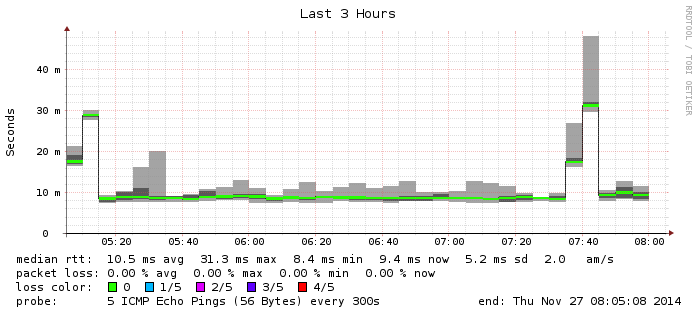 Last 3 Hours
RRDTOOL / TOBI OETIKER
Seconds
40 m
30 m
20 m
10 m
0
05:20 05:40 06:00 06:20 06:40 07:00 07:20 07:40 08:00
median rtt: 10.5 ms avg 31.3 ms max 8.4 ms min 9.4 ms now 5.2 ms sd 2.0 am/s
packet loss: 0.00 % avg 0.00 % max 0.00 % min 0.00 % now
loss color: 0 1/5 2/5 3/5 4/5
probe: 5 ICMP Echo Pings (56 Bytes) every 300s end: Thu Nov 27 08:05:08 2014